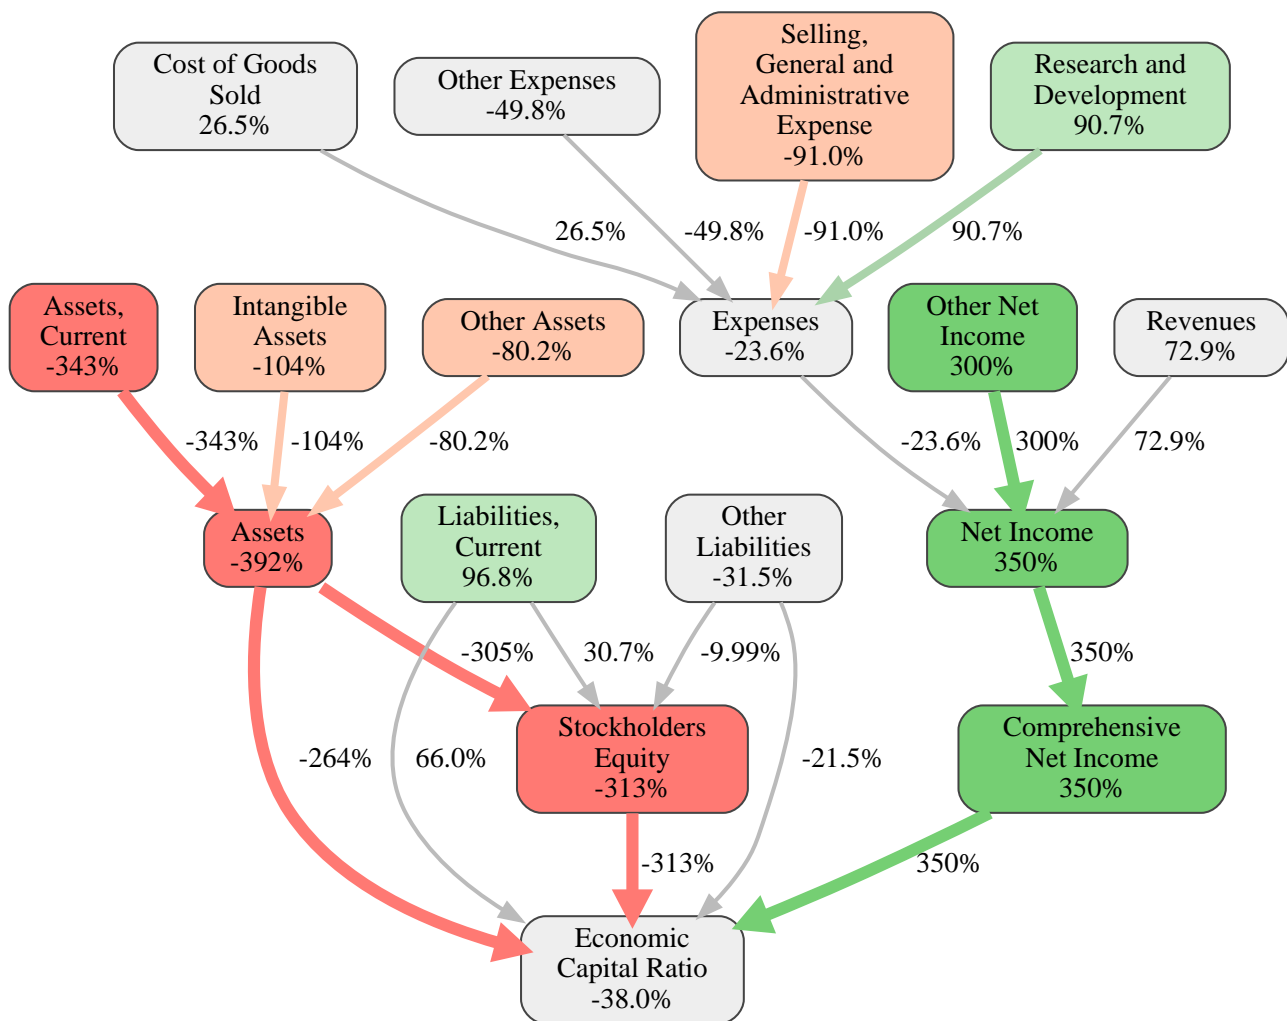 Cost of Goods
Sold
26.5%
Other Expenses
-49.8%
Selling,
General and
Administrative
Expense
-91.0%
Research and
Development
90.7%
26.5%
-49.8%
-91.0%
90.7%
Assets,
Current
-343%
Intangible
Assets
-104%
Other Assets
-80.2%
Expenses
-23.6%
Other Net
Income
300%
Revenues
72.9%
-343%
-104%
-80.2%
-23.6%
300%
72.9%
Assets
-392%
Liabilities,
Current
96.8%
Other
Liabilities
-31.5%
Net Income
350%
-305%
30.7%
-9.99%
350%
-264%
66.0%
Stockholders
Equity
-313%
-21.5%
Comprehensive
Net Income
350%
-313%
350%
Economic
Capital Ratio
-38.0%